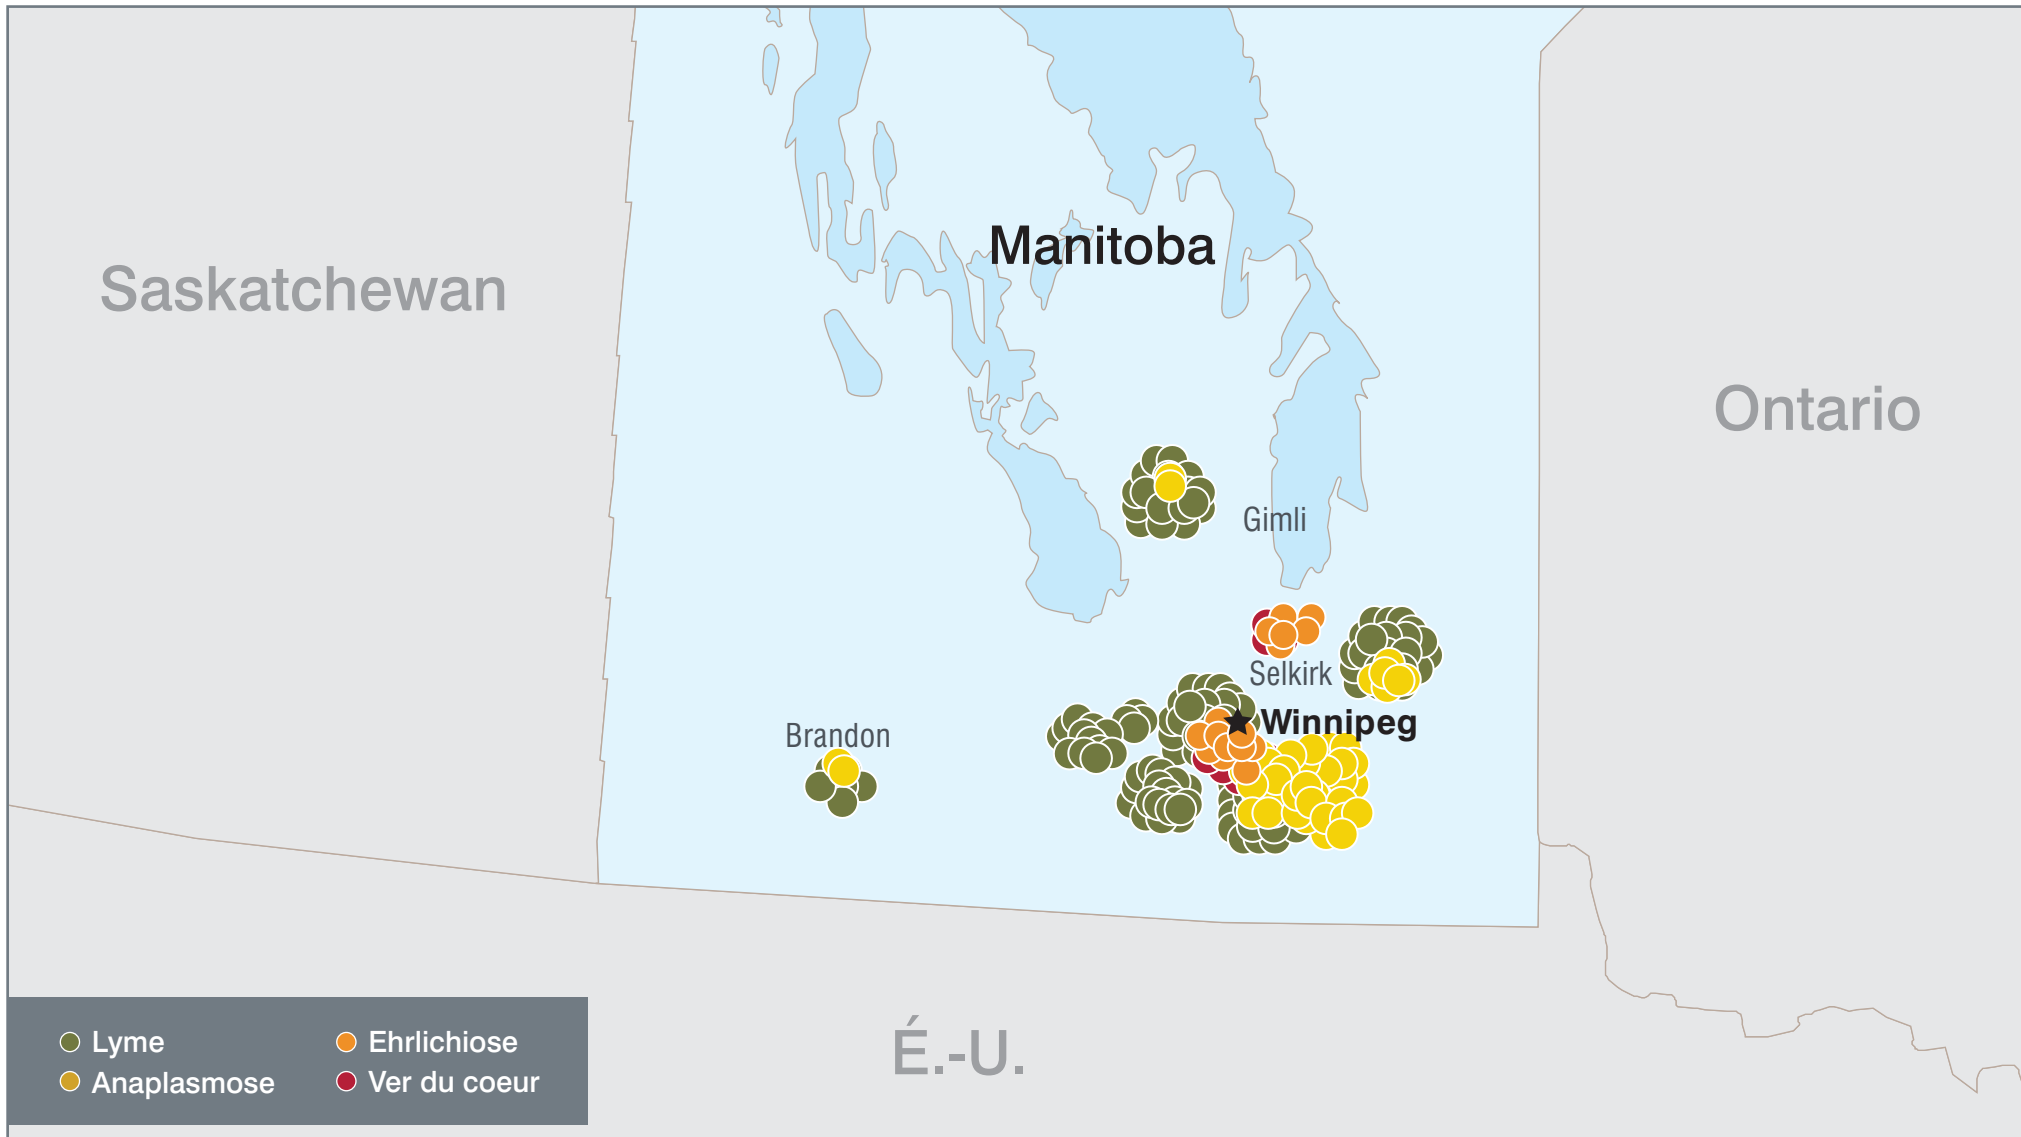 Manitoba
Saskatchewan
Ontario
Gimli
Selkirk
Winnipeg
Brandon
É.-U.
Lyme
Ehrlichiose
Anaplasmose
Ver du coeur